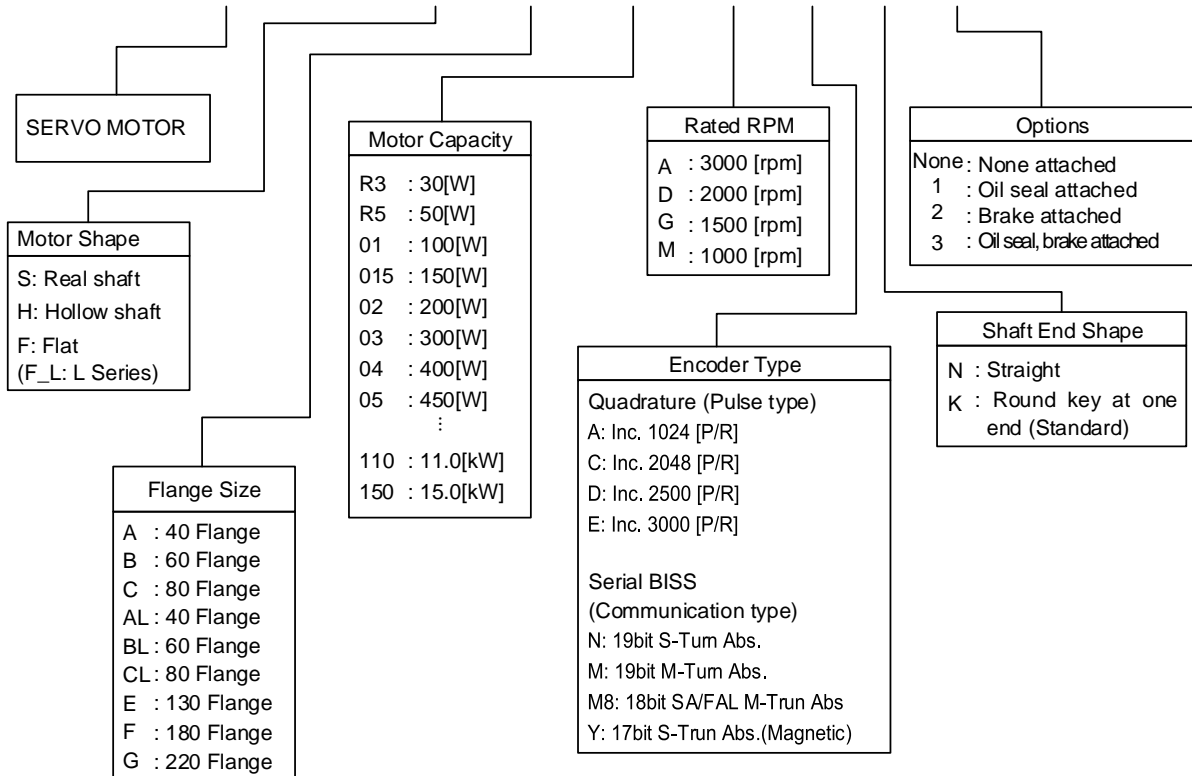 SERVO MOTOR
Motor Shape
S: Real shaft
H: Hollow shaft
F: Flat
(F_L: L Series)
Flange Size
A : 40 Flange
B : 60 Flange
C : 80 Flange
AL : 40 Flange
BL : 60 Flange
CL : 80 Flange
E : 130 Flange
F : 180 Flange
G : 220 Flange
Motor Capacity
R3 : 30[W]
R5 : 50[W]
01 : 100[W]
015 : 150[W]
02 : 200[W]
03 : 300[W]
04 : 400[W]
05 : 450[W]
⋮
110 : 11.0[kW]
150 : 15.0[kW]
Encoder Type
Quadrature (Pulse type)
A: Inc. 1024 [P/R]
C: Inc. 2048 [P/R]
D: Inc. 2500 [P/R]
E: Inc. 3000 [P/R]
Serial BISS
(Communication type)
N: 19bit S-Turn Abs.
M: 19bit M-Turn Abs.
M8: 18bit SA/FAL M-Trun Abs
Y: 17bit S-Trun Abs.(Magnetic)
Rated RPM
A : 3000 [rpm]
D : 2000 [rpm]
G : 1500 [rpm]
M : 1000 [rpm]
Shaft End Shape
N : Straight
K : Round key at one
end (Standard)
Options
None : None attached
1 : Oil seal attached
2 : Brake attached
3 : Oil seal, brake attached